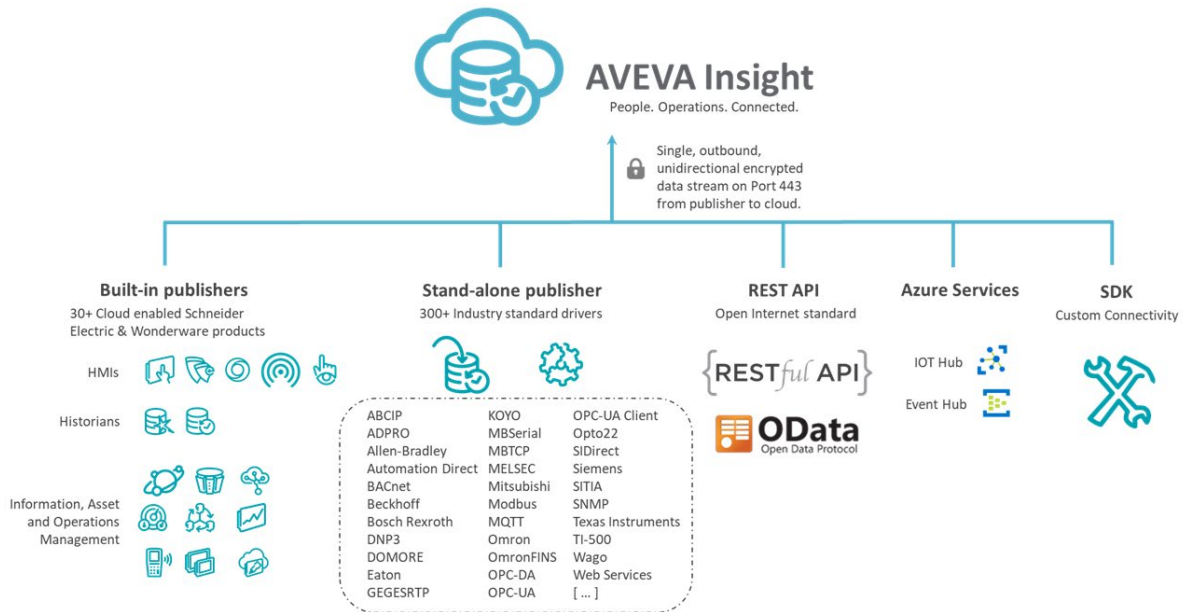 AVEVA Insight
People. Operations. Connected.
Single, outbound,
unidirectional encrypted
data stream on Port 443
from publisher to cloud.
Built-in publishers
30+ Cloud enabled Schneider
Electric & Wonderware products
HMIs
Historians
Information, Asset
and Operations
Management
Stand-alone publisher
300+ Industry standard drivers
ABCIP
ADPRO
Allen-Bradley
Automation Direct
BACnet
Beckhoff
Bosch Rexroth
DNP3
DOMORE
Eaton
GEGESRTP
KOYO
MBSerial
MBTCP
MELSEC
Mitsubishi
Modbus
MQTT
Omron
OmronFINS
OPC-DA
OPC-UA
OPC-UA Client
Opto22
SIDirect
Siemens
SITIA
SNMP
Texas Instruments
TI-500
Wago
Web Services
[ ... ]
REST API
Open Internet standard
{RESTful API}
OData
Open Data Protocol
Azure Services
IOT Hub
Event Hub
SDK
Custom Connectivity